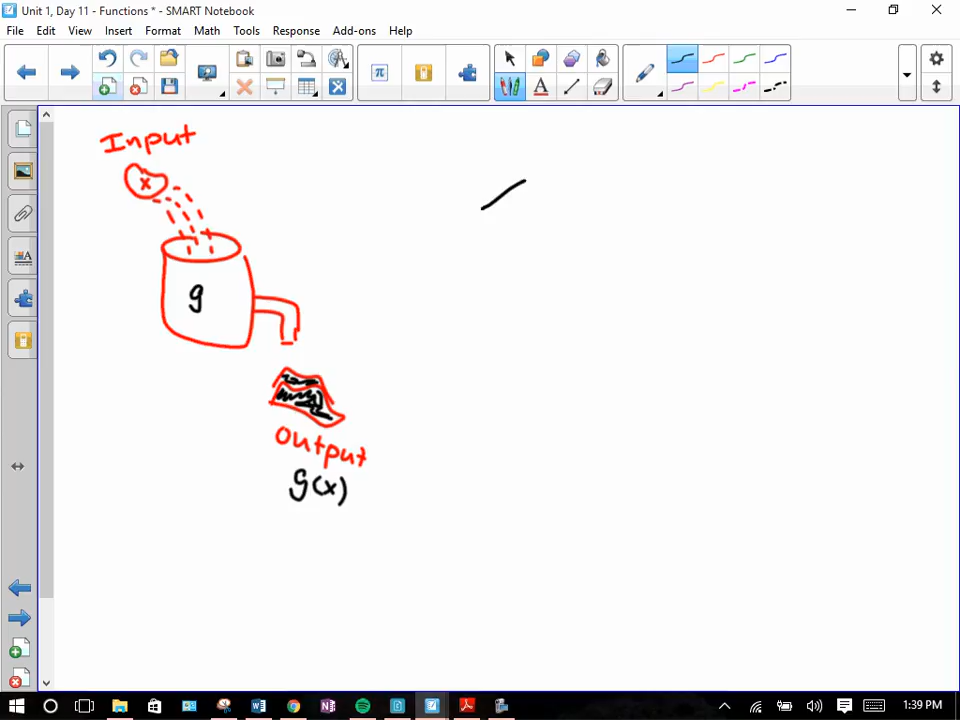 Unit 1, Day 11 - Functions * - SMART Notebook
File Edit View Insert Format Math Tools Response Add-ons Help
Input
x
g
output
g(x)
1:39 PM